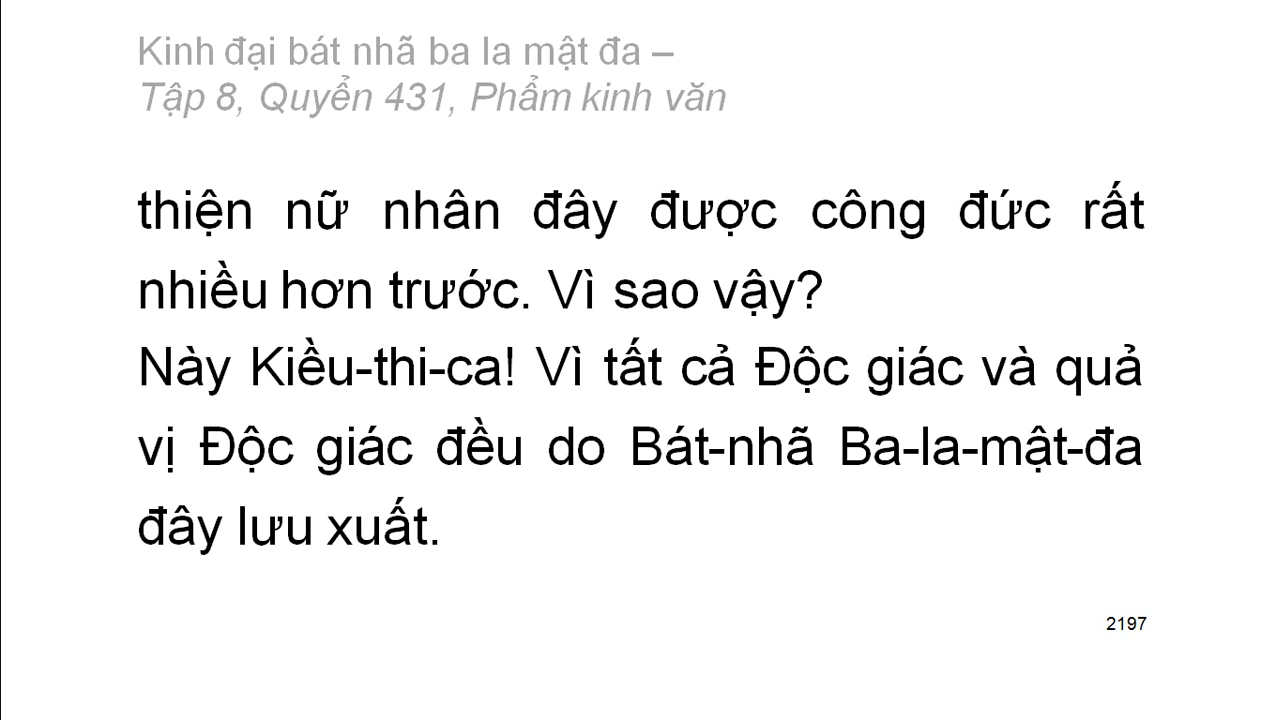 Kinh đại bát nhã ba la mật đa –
Tập 8, Quyển 431, Phẩm kinh văn
thiện nữ nhân đây được công đức rất
nhiều hơn trước. Vì sao vậy?
Này Kiều-thi-ca! Vì tất cả Độc giác và quả
vị Độc giác đều do Bát-nhã Ba-la-mật-đa
đây lưu xuất.
2197